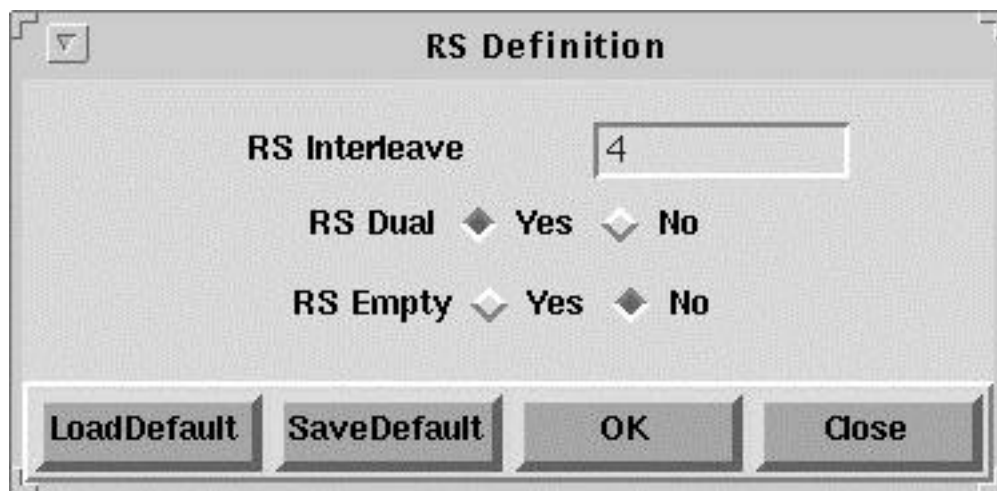 RS Definition
RS Interleave 4
RS Dual Yes No
RS Empty Yes No
LoadDefault SaveDefault OK Close